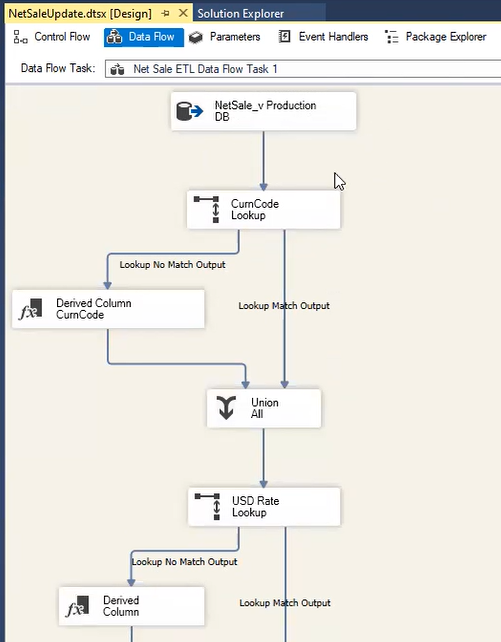 NetSaleUpdate.dtsx [Design]
Solution Explorer
Control Flow
Data Flow
Parameters
Event Handlers
Package Explorer
Data Flow Task:
Net Sale ETL Data Flow Task 1
NetSale_v Production
DB
CurnCode
Lookup
Lookup No Match Output
Derived Column
CurnCode
Lookup Match Output
Union
All
USD Rate
Lookup
Lookup No Match Output
Derived
Column
Lookup Match Output